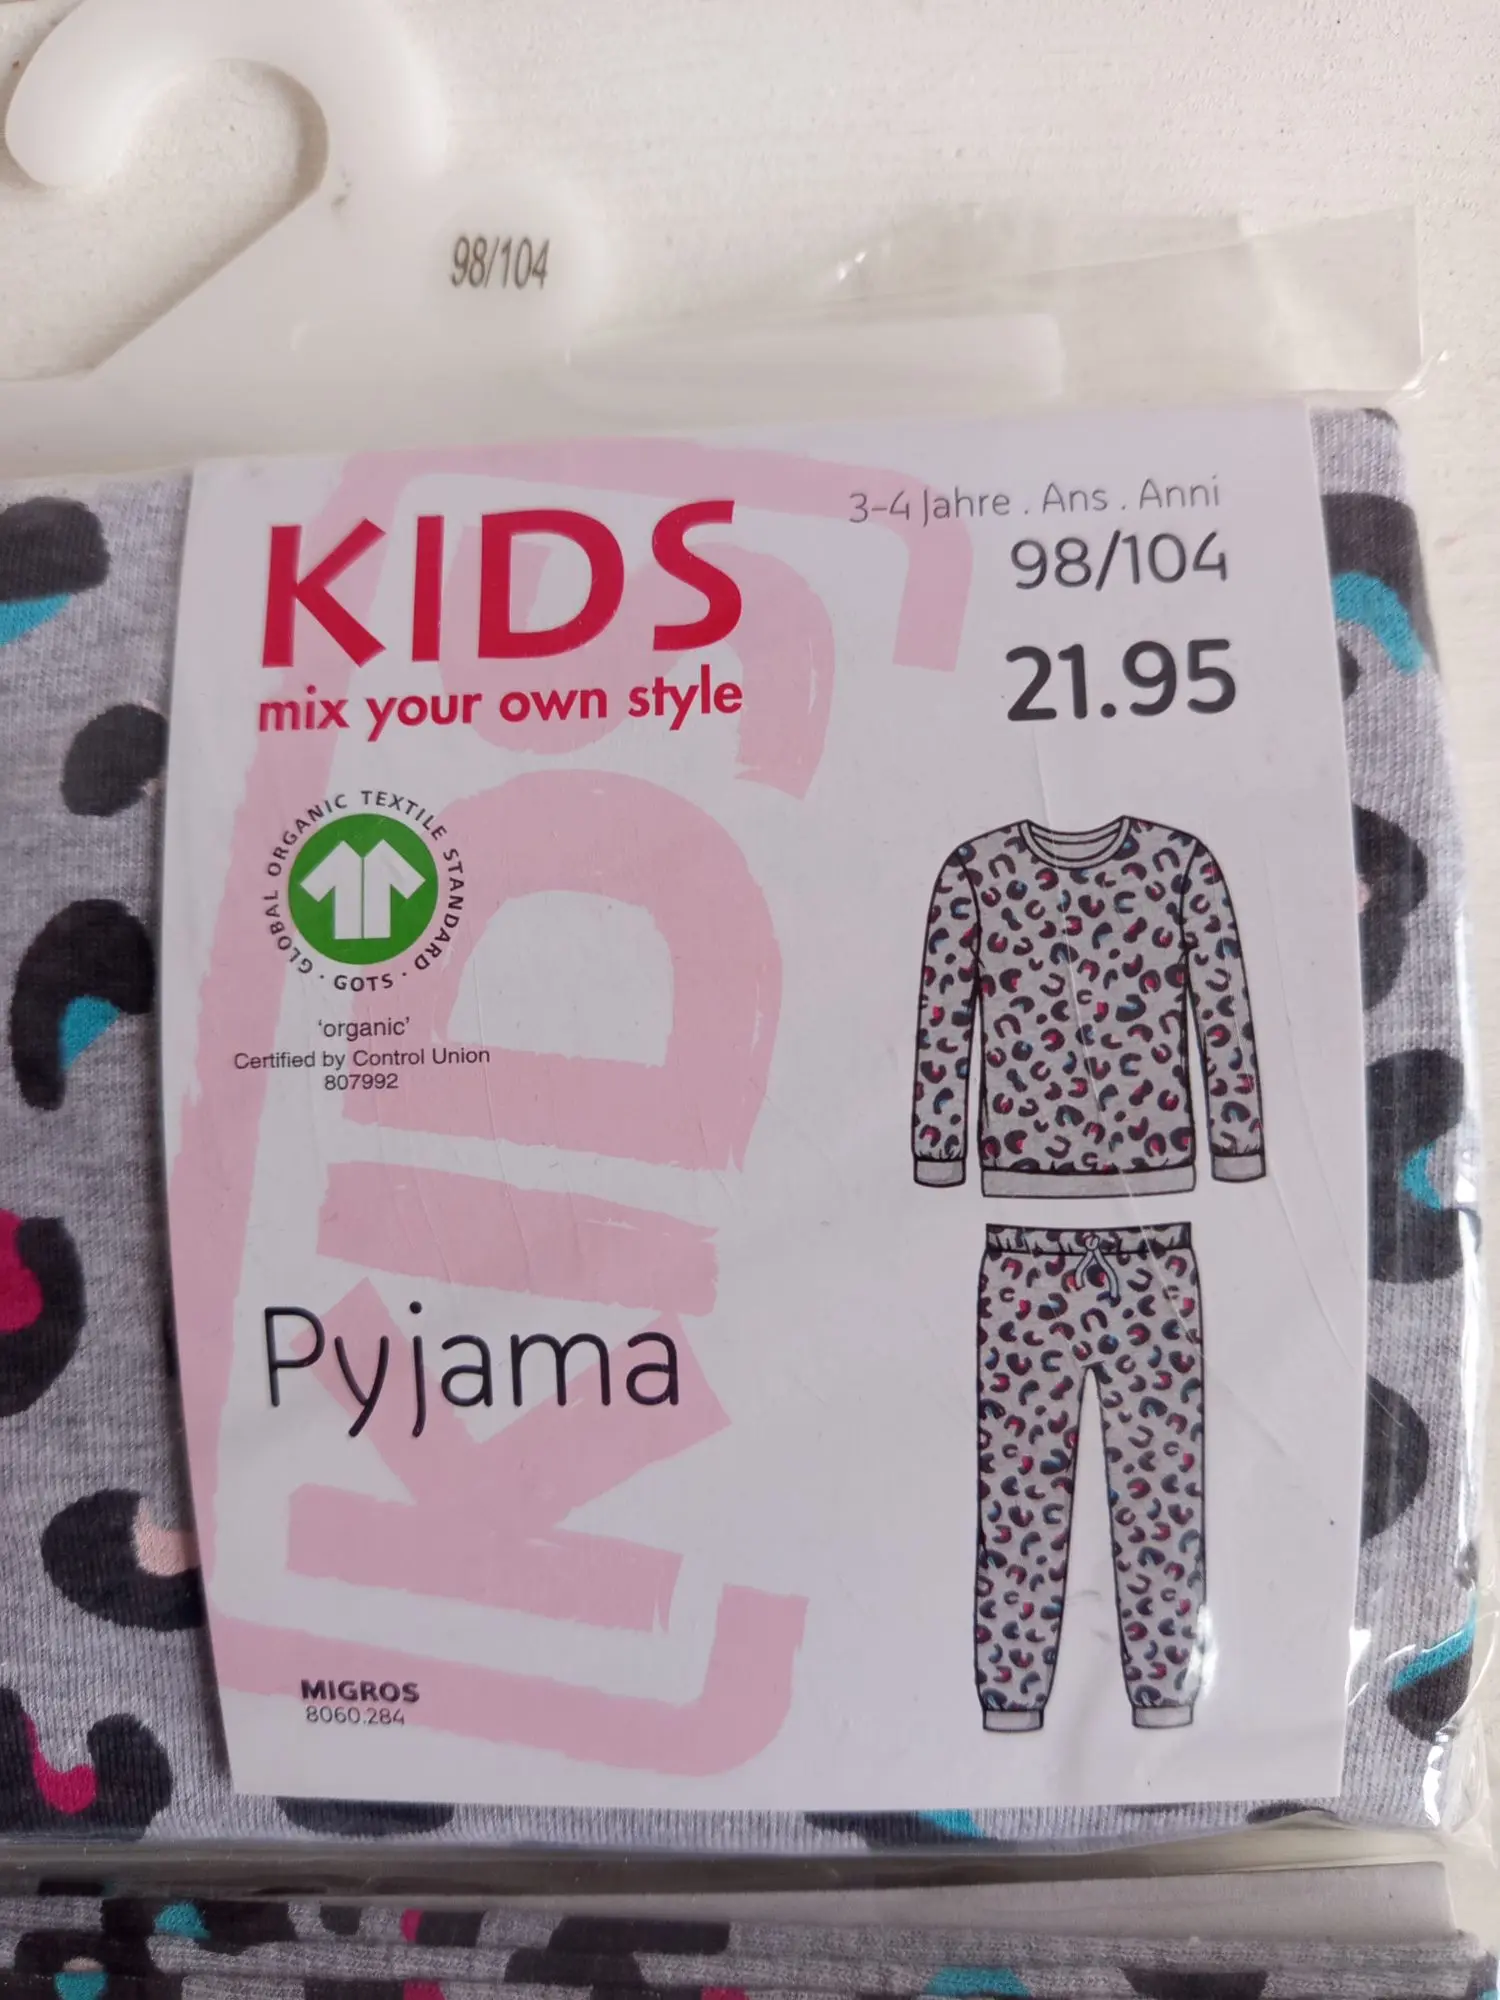 98/104
KIDS
mix your own style
3-4 Jahre . Ans . Anni
98/104
21.95
GLOBAL ORGANIC TEXTILE STANDARD · GOTS ·
'organic'
Certified by Control Union
807992
KIDS
Pyjama
MIGROS
8060.284